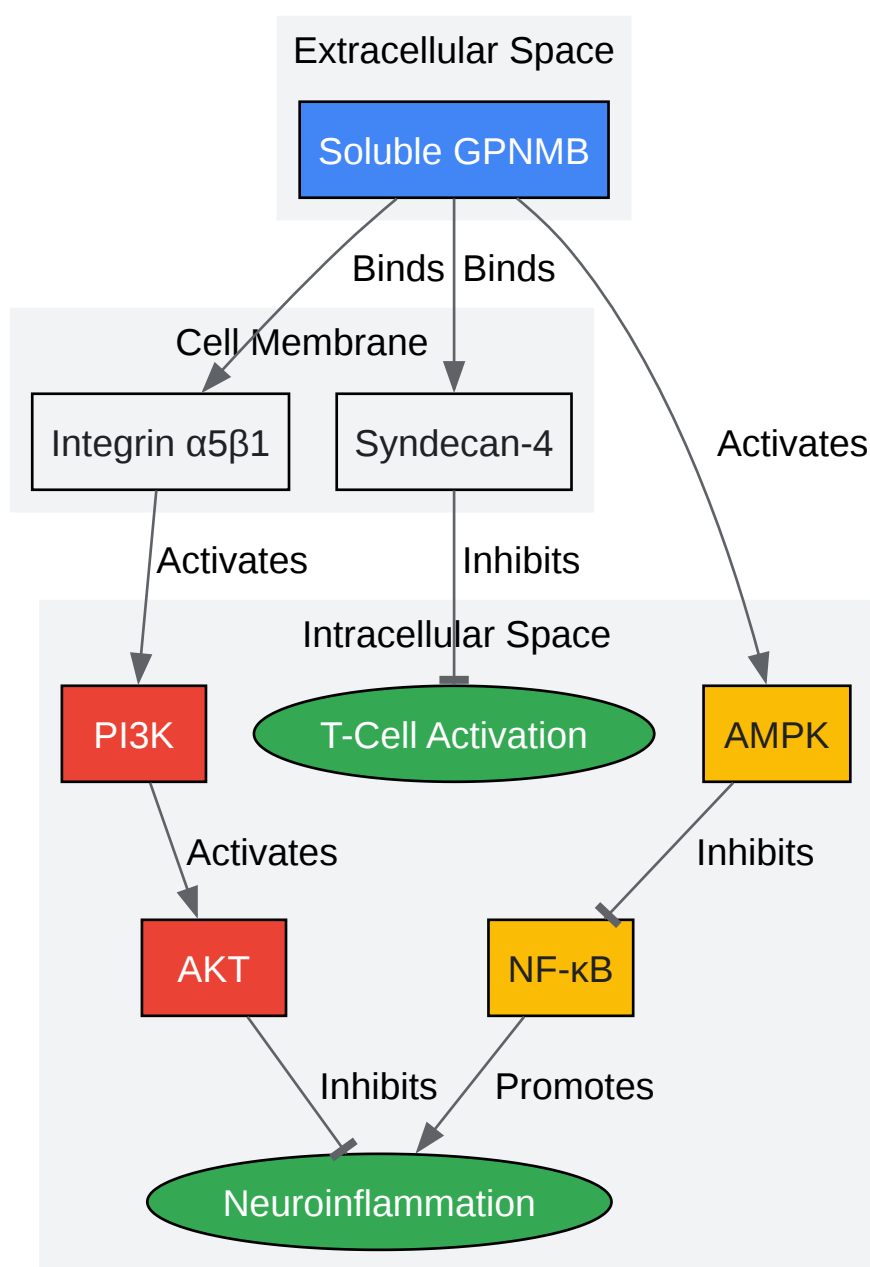 Extracellular Space
Soluble GPNMB
Binds
Binds
Cell Membrane
Integrin α5β1
Syndecan-4
Activates
Activates
Inhibits
Intracellular Space
PI3K
T-Cell Activation
AMPK
Activates
Inhibits
AKT
NF-κB
Inhibits
Promotes
Neuroinflammation